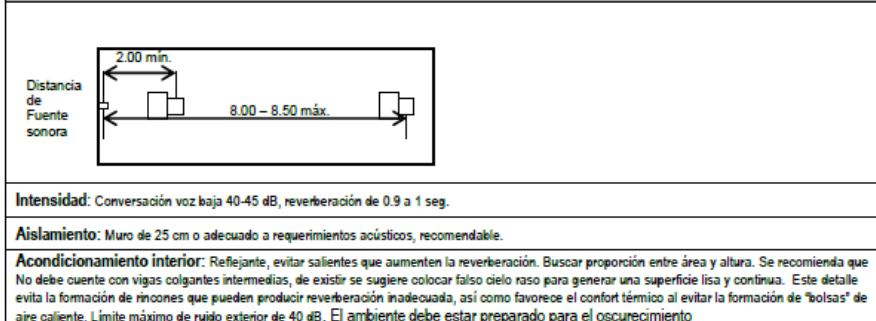 2.00 mín.
Distancia
de
Fuente
sonora
8.00 – 8.50 máx.
Intensidad: Conversación voz baja 40-45 dB, reverberación de 0.9 a 1 seg.
Aislamiento: Muro de 25 cm o adecuado a requerimientos acústicos, recomendable.
Acondicionamiento interior: Reflejante, evitar salientes que aumenten la reverberación. Buscar proporción entre área y altura. Se recomienda que
No debe cuente con vigas colgantes intermedias, de existir se sugiere colocar falso cielo raso para generar una superficie lisa y continua. Este detalle
evita la formación de rincones que pueden producir reverberación inadecuada, así como favorece el confort térmico al evitar la formación de "bolsas" de
aire caliente. Límite máximo de ruido exterior de 40 dB. El ambiente debe estar preparado para el oscurecimiento